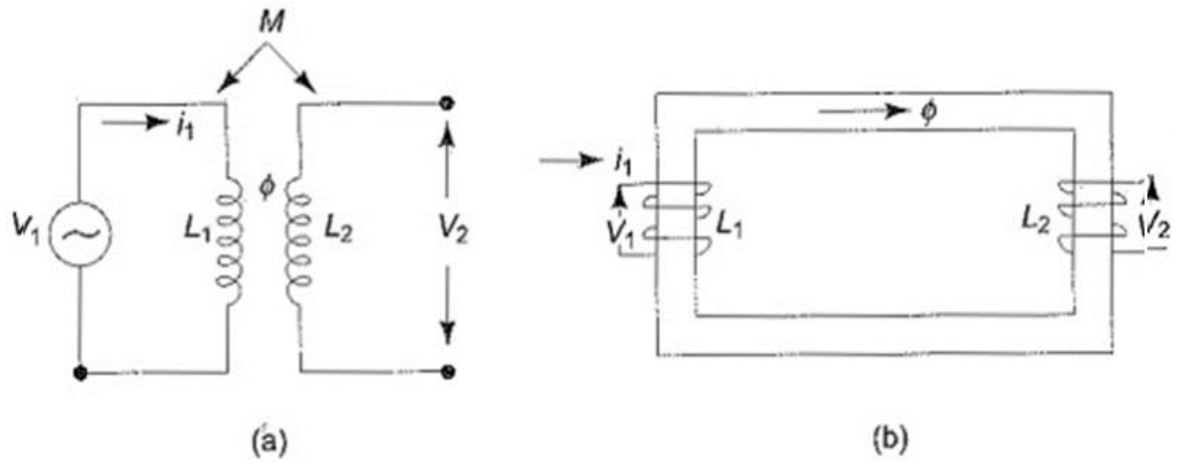 M
i₁
ϕ
V₁
L₁
L₂
V₂
(a)
ϕ
i₁
V₁
L₁
L₂
V₂
(b)